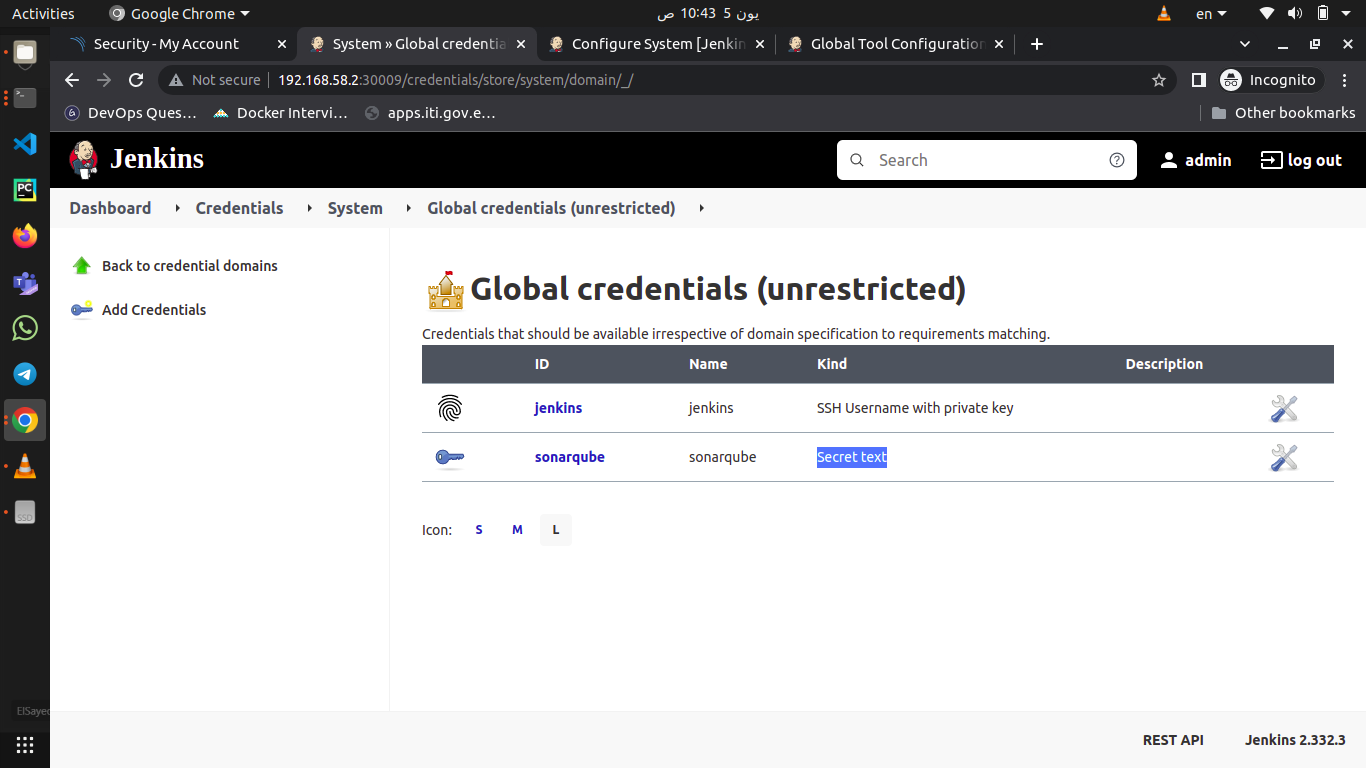 Activities Google Chrome يون 5 10:43 ص en
Security - My Account System » Global credentia Configure System [Jenkin Global Tool Configuration
Not secure 192.168.58.2:30009/credentials/store/system/domain/_/ Incognito
DevOps Ques... Docker Intervi... apps.iti.gov.e... Other bookmarks
Jenkins Search admin log out
Dashboard Credentials System Global credentials (unrestricted)
Back to credential domains
Add Credentials
Global credentials (unrestricted)
Credentials that should be available irrespective of domain specification to requirements matching.
ID Name Kind Description
jenkins jenkins SSH Username with private key
sonarqube sonarqube Secret text
Icon: S M L
SSD
ElSayed
REST API Jenkins 2.332.3